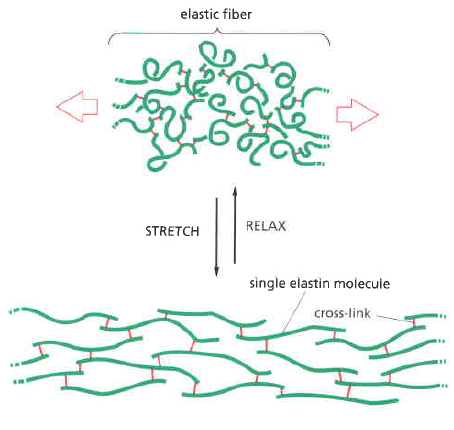 elastic fiber
STRETCH
RELAX
single elastin molecule
cross-link